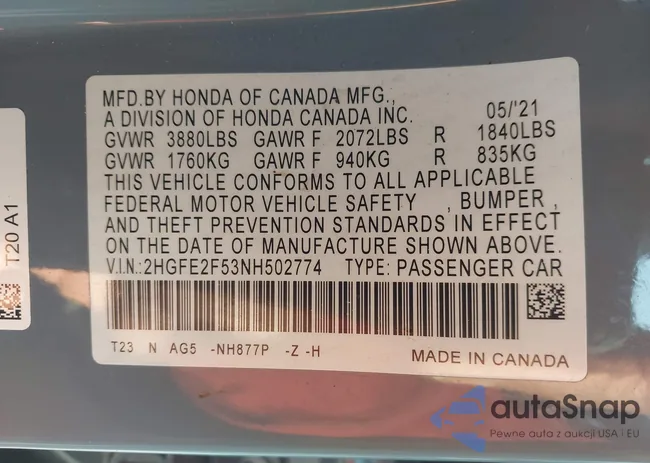 MFD.BY HONDA OF CANADA MFG.,
A DIVISION OF HONDA CANADA INC. 05/'21
GVWR 3880LBS GAWR F 2072LBS R 1840LBS
GVWR 1760KG GAWR F 940KG R 835KG
THIS VEHICLE CONFORMS TO ALL APPLICABLE
FEDERAL MOTOR VEHICLE SAFETY , BUMPER ,
AND THEFT PREVENTION STANDARDS IN EFFECT
ON THE DATE OF MANUFACTURE SHOWN ABOVE.
V.I.N.:2HGFE2F53NH502774 TYPE: PASSENGER CAR
T23 N AG5 -NH877P -Z -H
MADE IN CANADA
T20 A1
autaSnap
Pewne auta z aukcji USA i EU